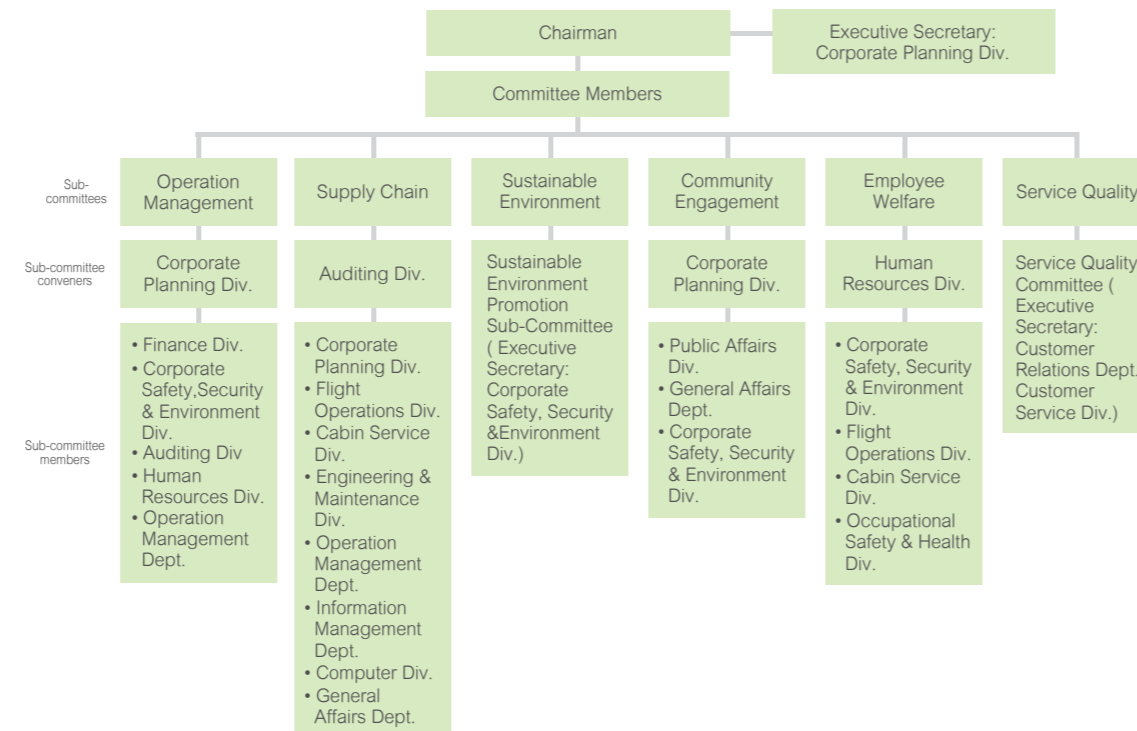 Chairman
Executive Secretary:
Corporate Planning Div.
Committee Members
Sub-
committees
Operation
Management
Supply Chain
Sustainable
Environment
Community
Engagement
Employee
Welfare
Service Quality
Sub-committee
conveners
Corporate
Planning Div.
Auditing Div.
Sustainable
Environment
Promotion
Sub-Committee
( Executive
Secretary:
Corporate
Safety, Security
&Environment
Div.)
Corporate
Planning Div.
Human
Resources Div.
Service Quality
Committee (
Executive
Secretary:
Customer
Relations Dept.
Customer
Service Div.)
Sub-committee
members
• Finance Div.
• Corporate
Safety,Security
& Environment
Div.
• Auditing Div
• Human
Resources Div.
• Operation
Management
Dept.
• Corporate
Planning Div.
• Flight
Operations Div.
• Cabin Service
Div.
• Engineering &
Maintenance
Div.
• Operation
Management
Dept.
• Information
Management
Dept.
• Computer Div.
• General
Affairs Dept.
• Public Affairs
Div.
• General Affairs
Dept.
• Corporate
Safety, Security
& Environment
Div.
• Corporate
Safety, Security
& Environment
Div.
• Flight
Operations Div.
• Cabin Service
Div.
• Occupational
Safety & Health
Div.